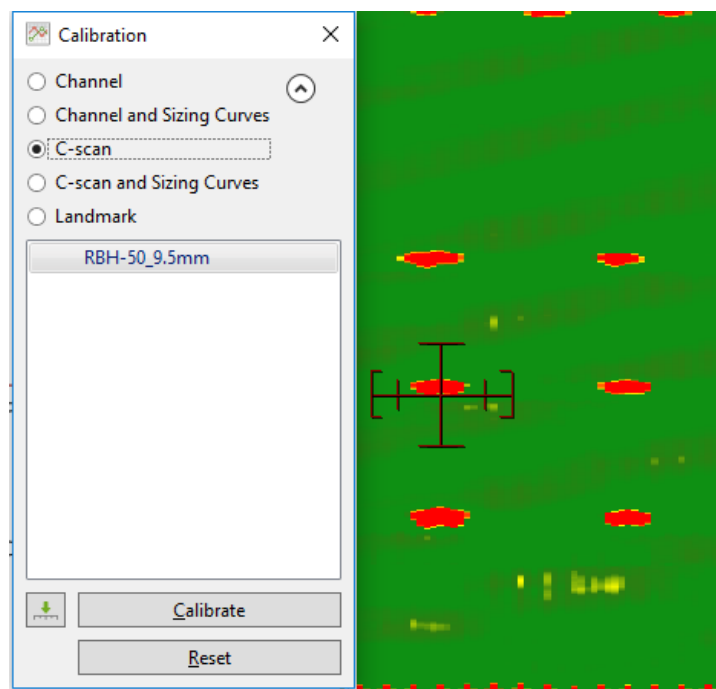 Calibration
Channel
Channel and Sizing Curves
C-scan
C-scan and Sizing Curves
Landmark
RBH-50_9.5mm
Calibrate
Reset